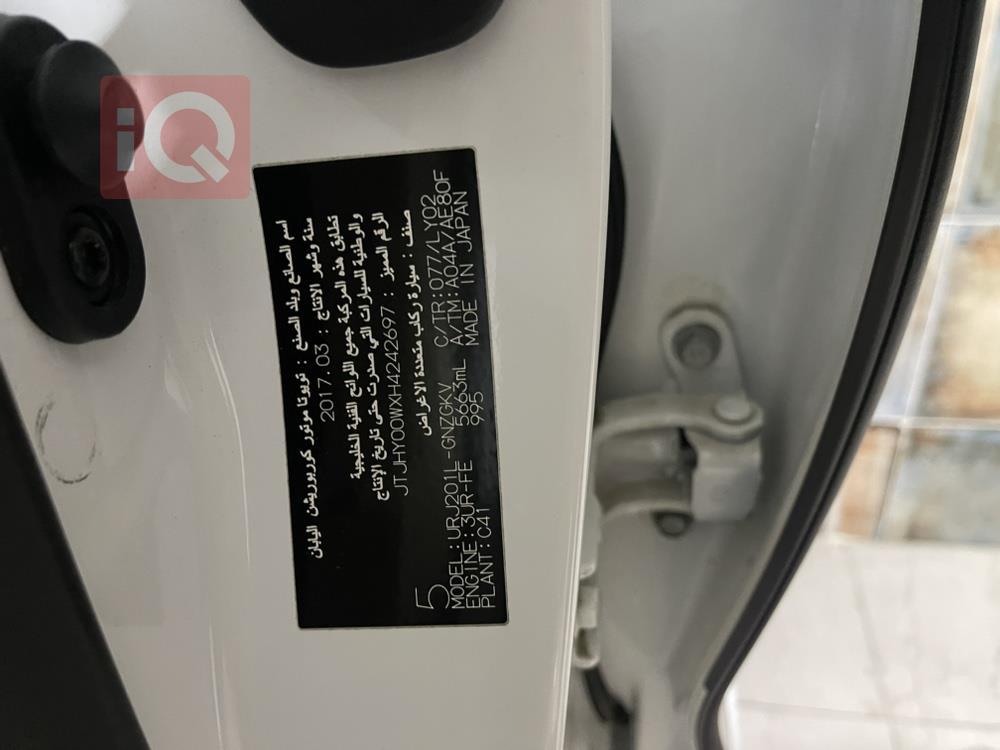 iQ
اسم الصانع وبلد الصنع : تويوتا موتور كوربوريشن اليابان
سنة وشهر الانتاج : 2017.03
تطابق هذه المركبة جميع اللوائح الفنية الخليجية
والوطنية للسيارات التي صدرت حتى تاريخ الإنتاج
الرقم المميز : JTJHY00WXH4242697
صنف : سيارة ركاب متعددة الاغراض
5
MODEL:URJ201L-GNZGKV C/TR:077/LY02
ENGINE:3UR-FE 5663mL A/TM:A04A/AE80F
PLANT:C41 995 MADE IN JAPAN